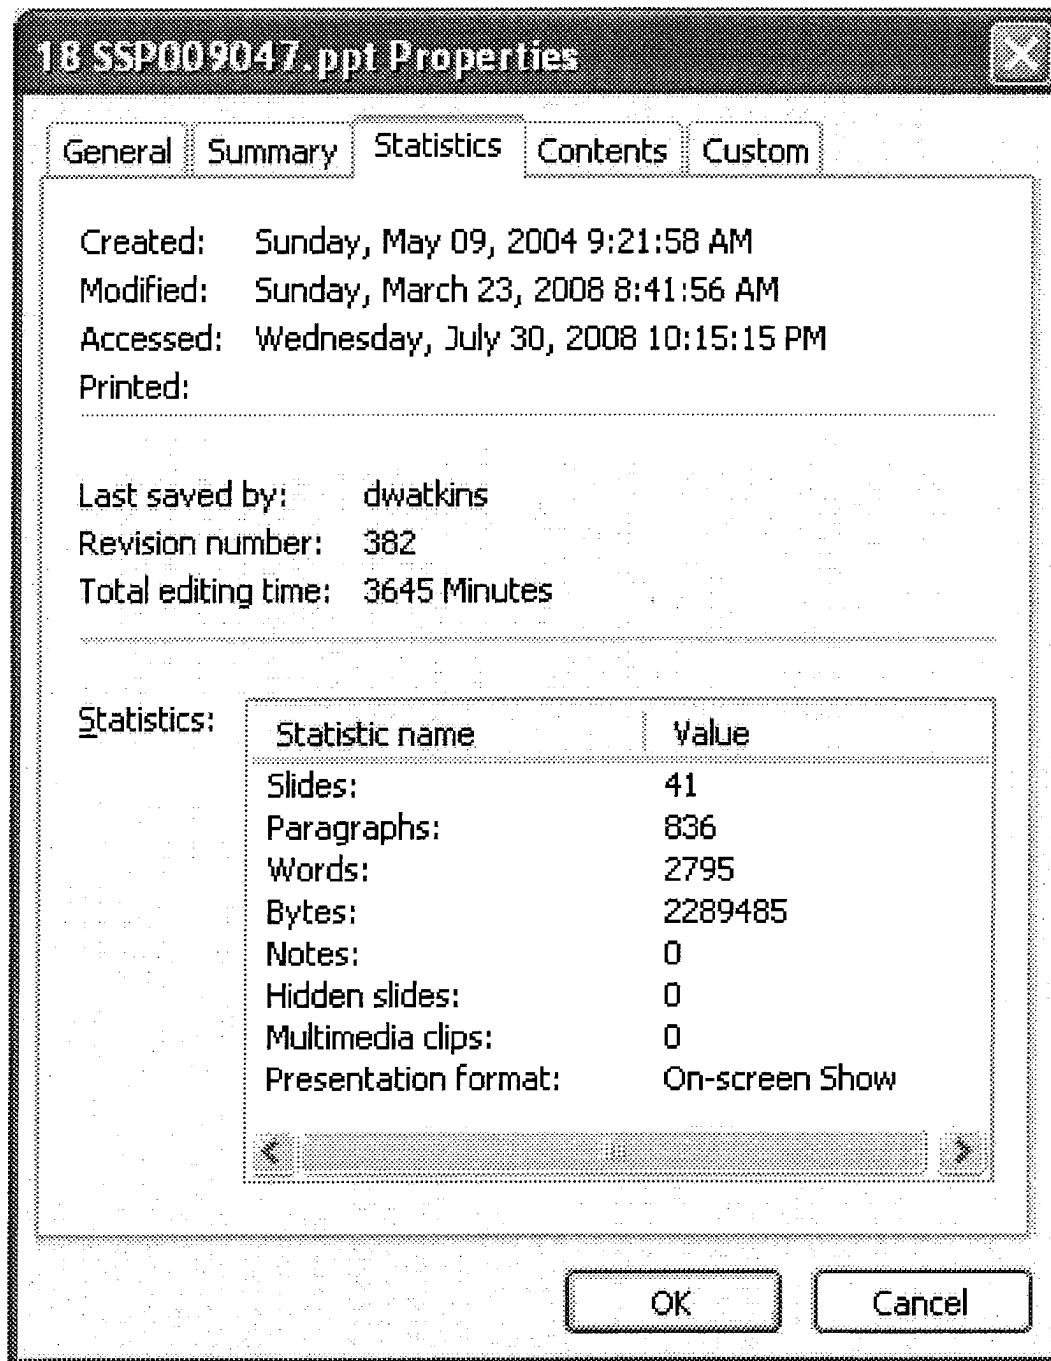 18 SSP009047.ppt Properties
General Summary Statistics Contents Custom
Created: Sunday, May 09, 2004 9:21:58 AM
Modified: Sunday, March 23, 2008 8:41:56 AM
Accessed: Wednesday, July 30, 2008 10:15:15 PM
Printed:
Last saved by: dwatkins
Revision number: 382
Total editing time: 3645 Minutes
Statistics: Statistic name Value
Slides: 41
Paragraphs: 836
Words: 2795
Bytes: 2289485
Notes: 0
Hidden slides: 0
Multimedia clips: 0
Presentation format: On-screen Show
OK Cancel